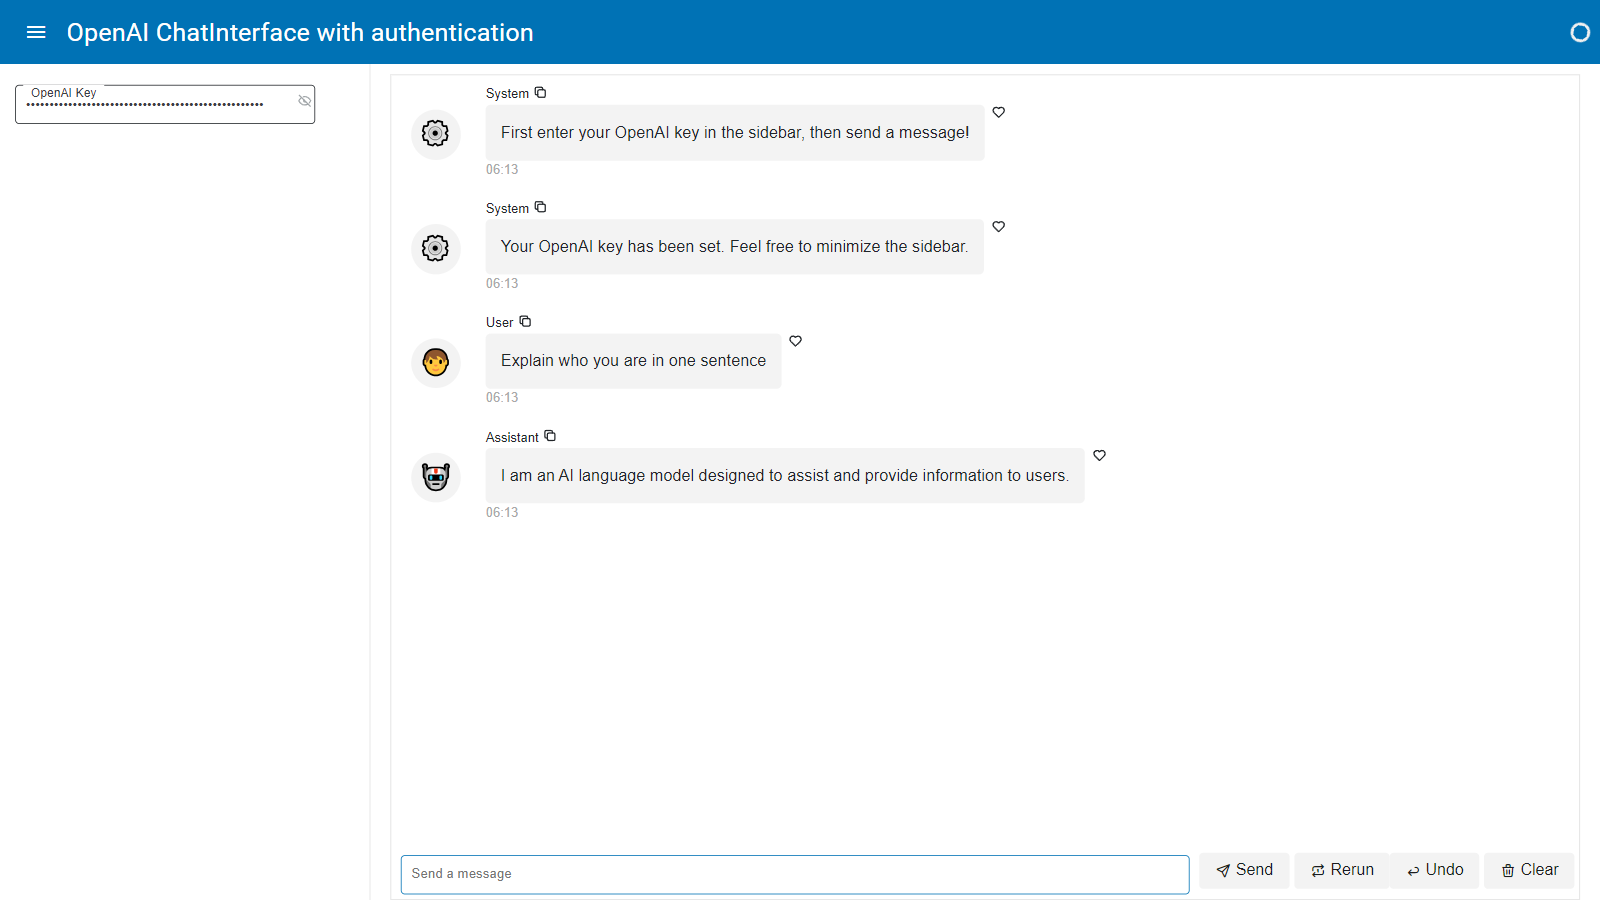 OpenAI ChatInterface with authentication
OpenAI Key
System
First enter your OpenAI key in the sidebar, then send a message!
06:13
System
Your OpenAI key has been set. Feel free to minimize the sidebar.
06:13
User
Explain who you are in one sentence
06:13
Assistant
I am an AI language model designed to assist and provide information to users.
06:13
Send a message
Send
Rerun
Undo
Clear